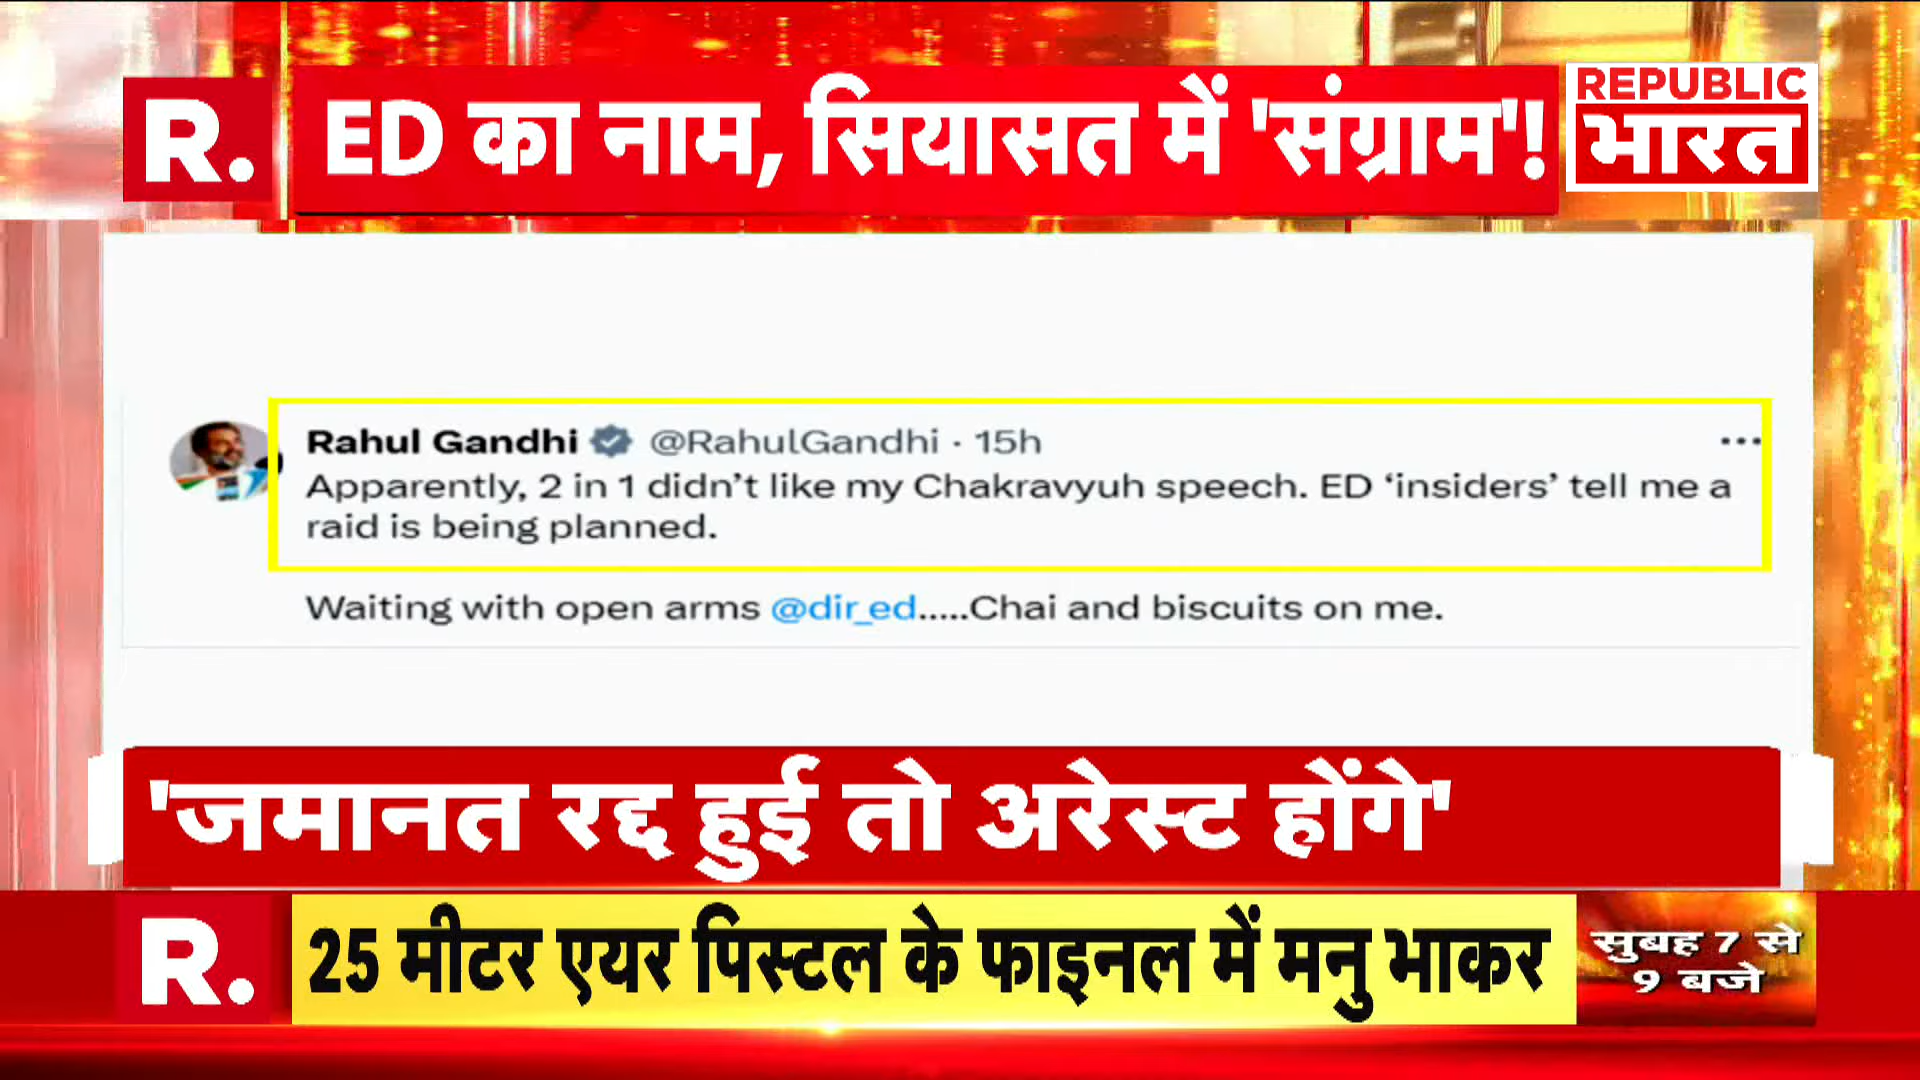 R. ED का नाम, सियासत में 'संग्राम'!
REPUBLIC
भारत
Rahul Gandhi @RahulGandhi · 15h
Apparently, 2 in 1 didn’t like my Chakravyuh speech. ED ‘insiders’ tell me a
raid is being planned.
Waiting with open arms @dir_ed.....Chai and biscuits on me.
'जमानत रद्द हुई तो अरेस्ट होंगे'
R. 25 मीटर एयर पिस्टल के फाइनल में मनु भाकर
सुबह 7 से
9 बजे